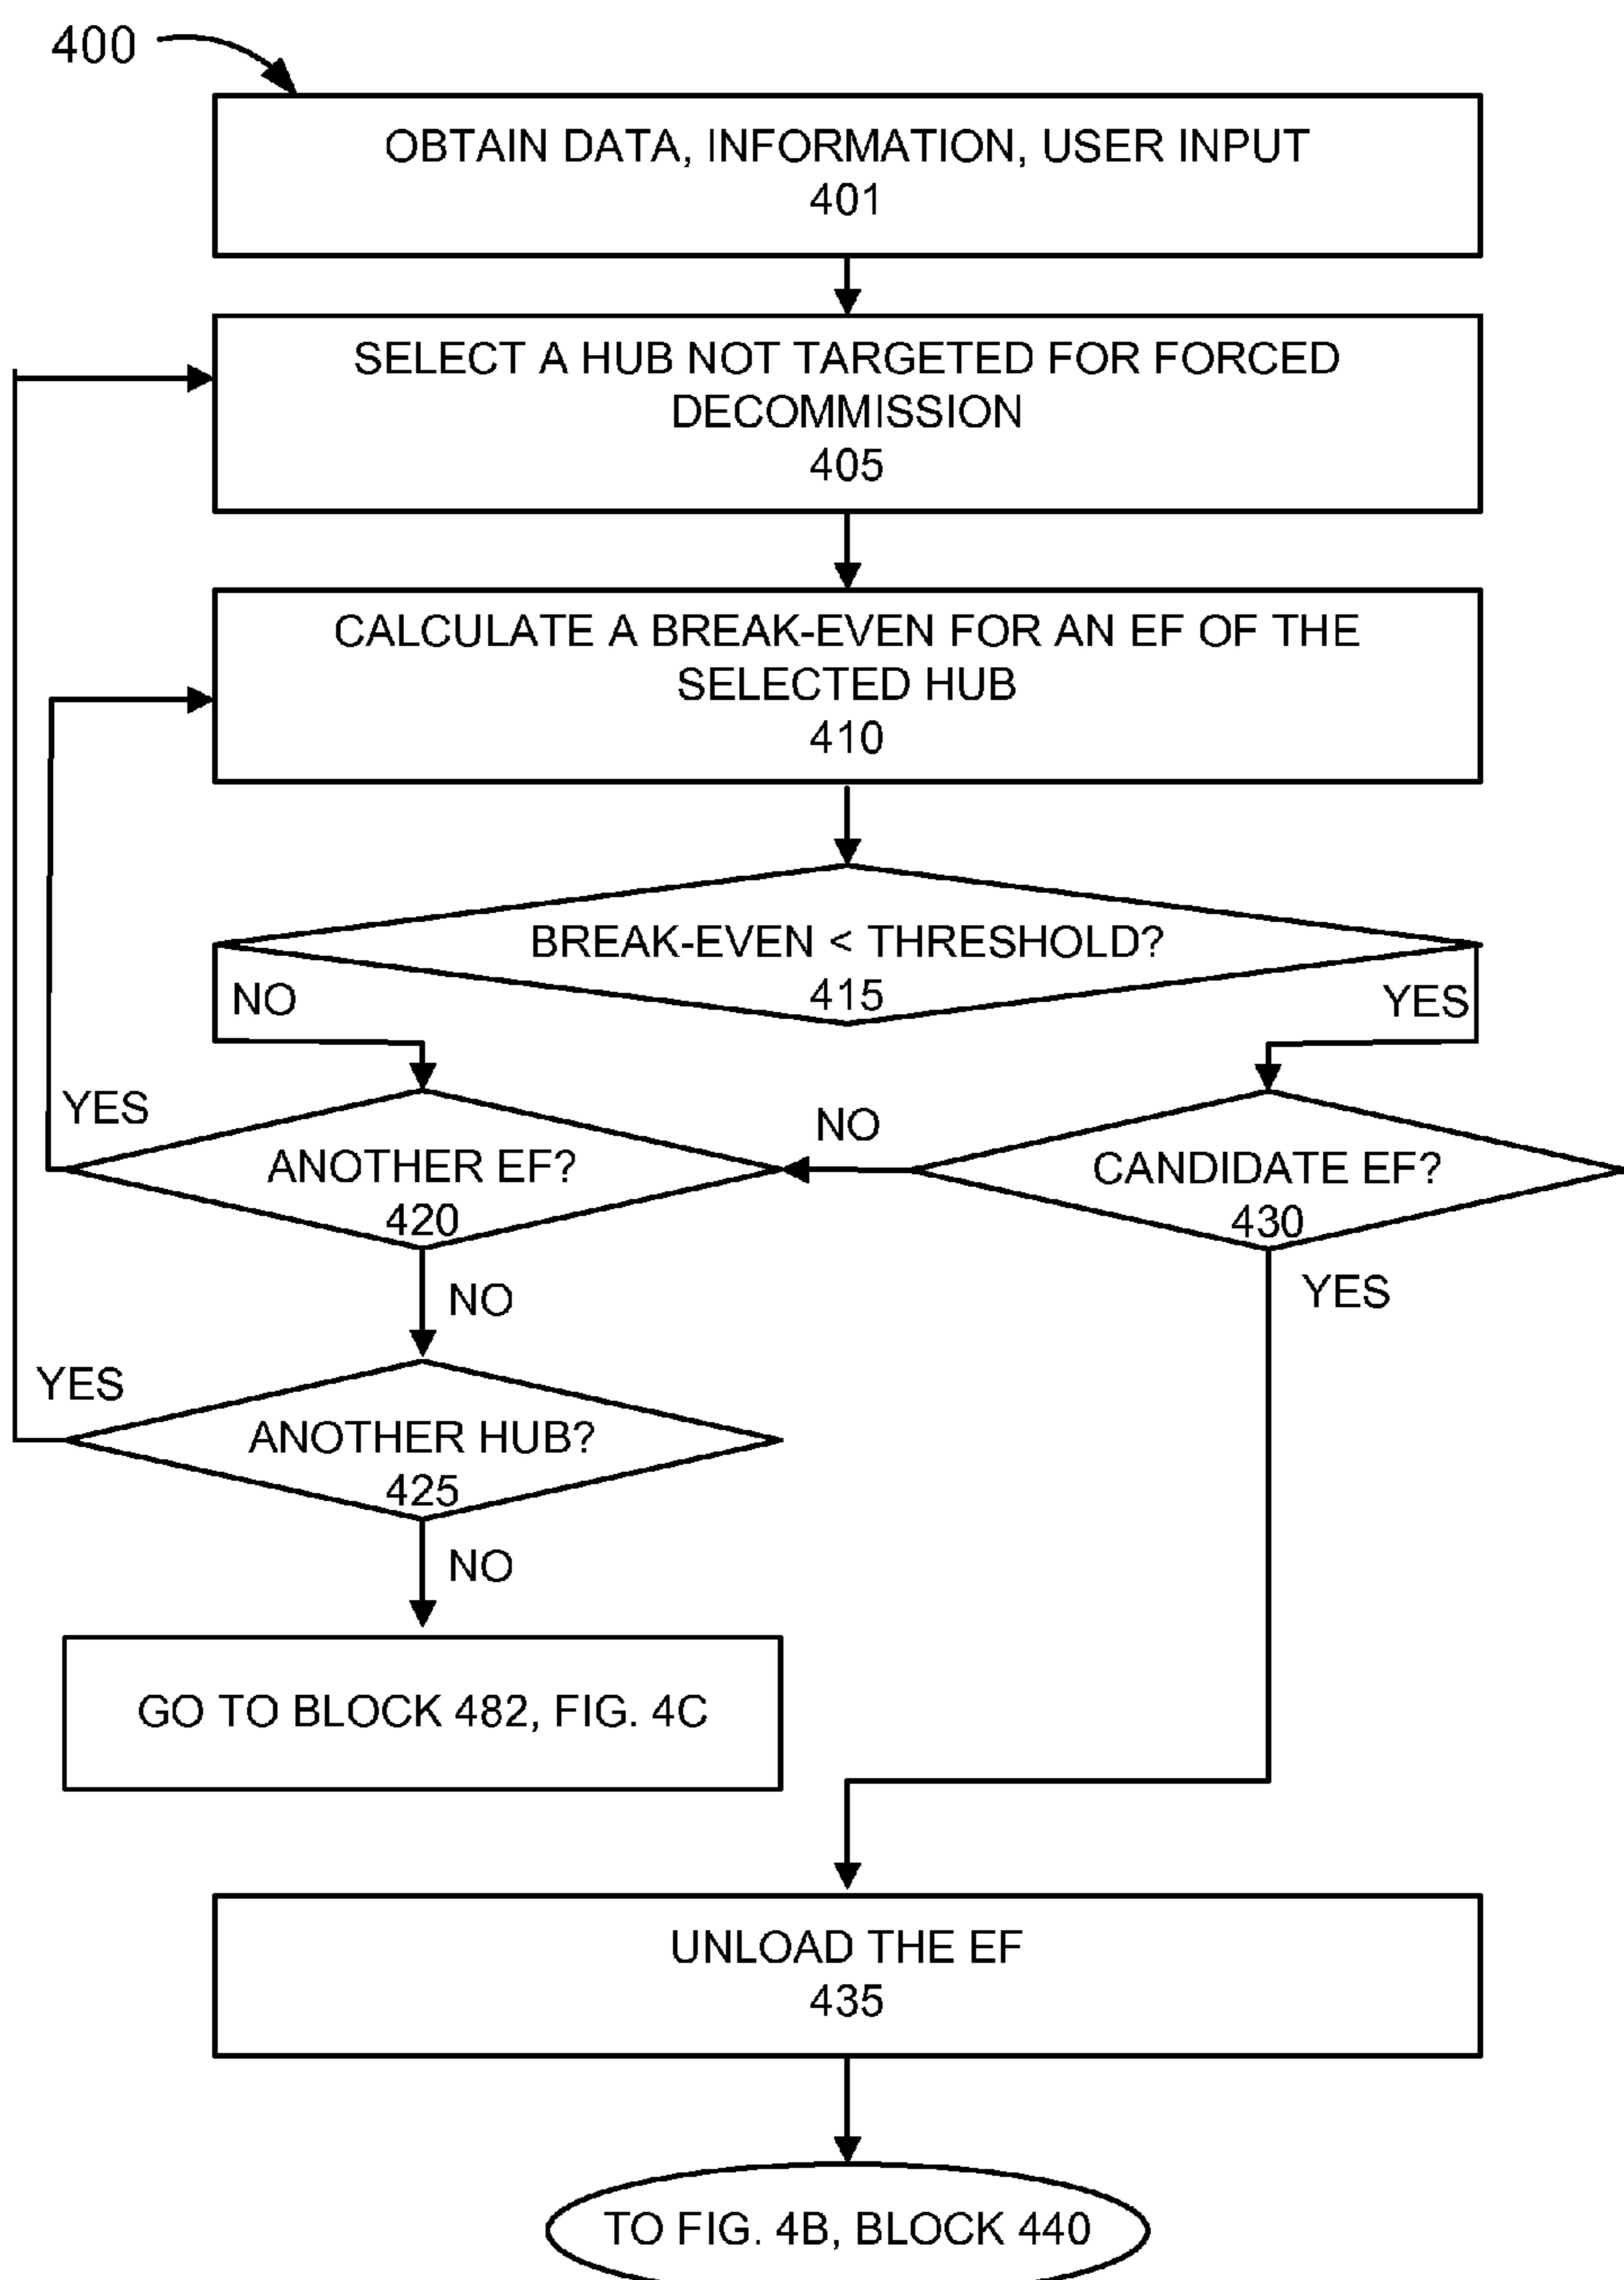 400
OBTAIN DATA, INFORMATION, USER INPUT
401
SELECT A HUB NOT TARGETED FOR FORCED
DECOMMISSION
405
CALCULATE A BREAK-EVEN FOR AN EF OF THE
SELECTED HUB
410
BREAK-EVEN < THRESHOLD?
415
NO
YES
YES
NO
ANOTHER EF?
420
CANDIDATE EF?
430
NO
YES
YES
ANOTHER HUB?
425
NO
GO TO BLOCK 482, FIG. 4C
UNLOAD THE EF
435
TO FIG. 4B, BLOCK 440